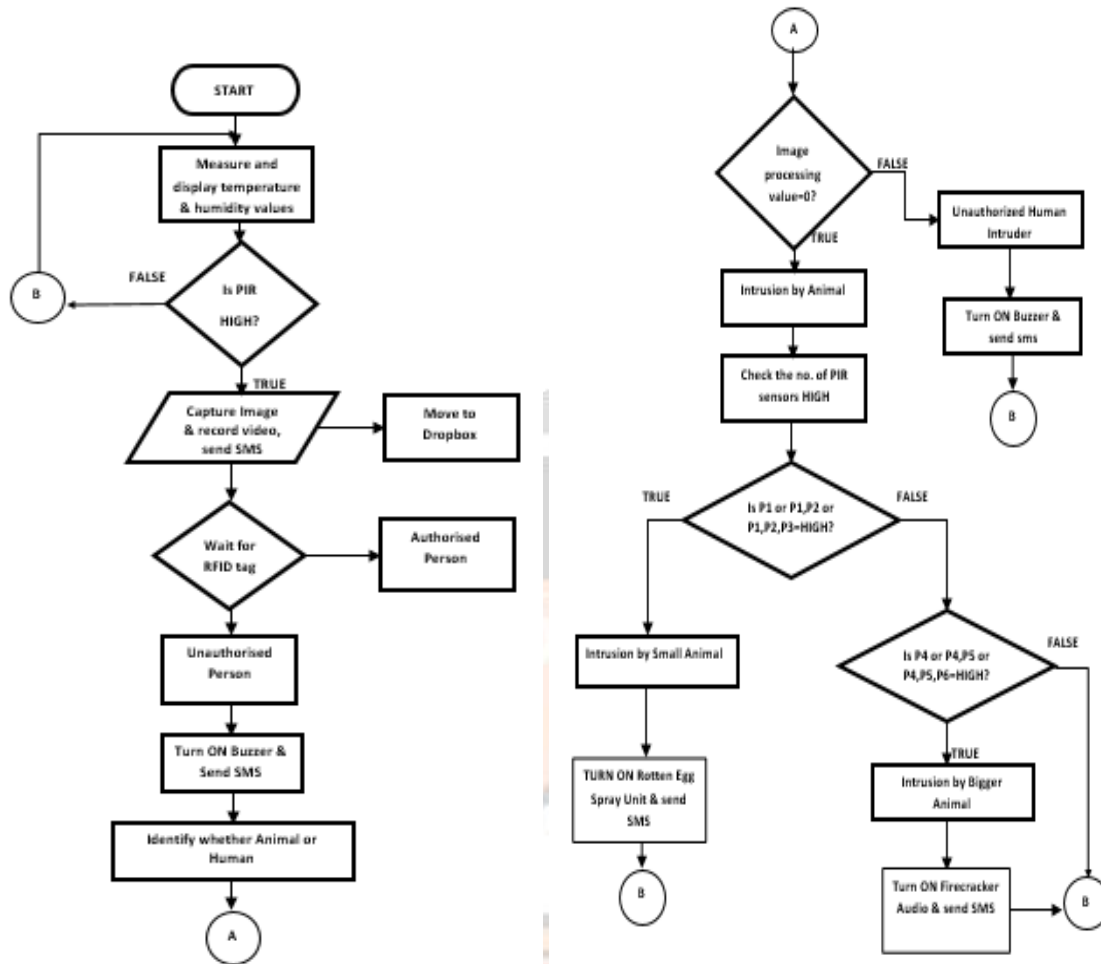 START
Measure and
display temperature
& humidity values
FALSE
B
Is PIR
HIGH?
TRUE
Capture Image
& record video,
send SMS
Move to
Dropbox
Wait for
RFID tag
Authorised
Person
Unauthorised
Person
Turn ON Buzzer &
Send SMS
Identify whether Animal or
Human
A
A
Image
processing
value=0?
FALSE
TRUE
Unauthorized Human
Intruder
Intrusion by Animal
Turn ON Buzzer &
send sms
Check the no. of PIR
sensors HIGH
B
TRUE
Is P1 or P1,P2 or
P1,P2,P3=HIGH?
FALSE
Intrusion by Small Animal
Is P4 or P4,P5 or
P4,P5,P6=HIGH?
FALSE
TRUE
TURN ON Rotten Egg
Spray Unit & send
SMS
Intrusion by Bigger
Animal
B
Turn ON Firecracker
Audio & send SMS
B